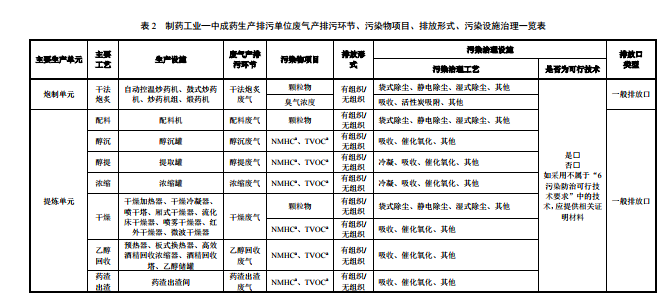 表 2 制药工业—中成药生产排污单位废气产排污环节、污染物项目、排放形式、污染设施治理一览表
主要生产单元 主要工艺 生产设施 废气产排污环节 污染物项目 排放形式 污染治理设施 排放口类型
污染治理工艺 是否为可行技术
炮制单元 干法炮炙 自动控温炒药机、鼓式炒药机、炒药机组、煅药机 干法炮炙废气 颗粒物 有组织/无组织 袋式除尘、静电除尘、湿式除尘、其他 一般排放口
臭气浓度 吸收、活性炭吸附、其他
提炼单元 配料 配料机 配料废气 颗粒物 有组织/无组织 袋式除尘、静电除尘、湿式除尘、其他 一般排放口
醇沉 醇沉罐 醇沉废气 NMHCᵃ、TVOCᵃ 有组织/无组织 吸收、催化氧化、其他
醇提 提取罐 醇提废气 NMHCᵃ、TVOCᵃ 有组织/无组织 冷凝、吸收、催化氧化、其他
浓缩 浓缩罐 浓缩废气 NMHCᵃ、TVOCᵃ 有组织/无组织 冷凝、吸收、催化氧化、其他
干燥 干燥加热器、干燥冷凝器、喷干塔、厢式干燥器、流化床干燥器、喷雾干燥器、红外干燥器、微波干燥器 干燥废气 颗粒物 有组织/无组织 袋式除尘、静电除尘、湿式除尘、其他
NMHCᵃ、TVOCᵃ 有组织/无组织 吸收、催化氧化、其他
乙醇回收 预热器、板式换热器、高效酒精回收浓缩器、酒精回收塔、乙醇储罐 乙醇回收废气 NMHCᵃ、TVOCᵃ 有组织/无组织 吸收、催化氧化、其他
药渣出渣 药渣出渣间 药渣出渣废气 NMHCᵃ、TVOCᵃ 有组织/无组织 吸收、催化氧化、其他
是□
否□
如采用不属于“6
污染防治可行技
术要求”中的技
术，应提供相关证
明材料